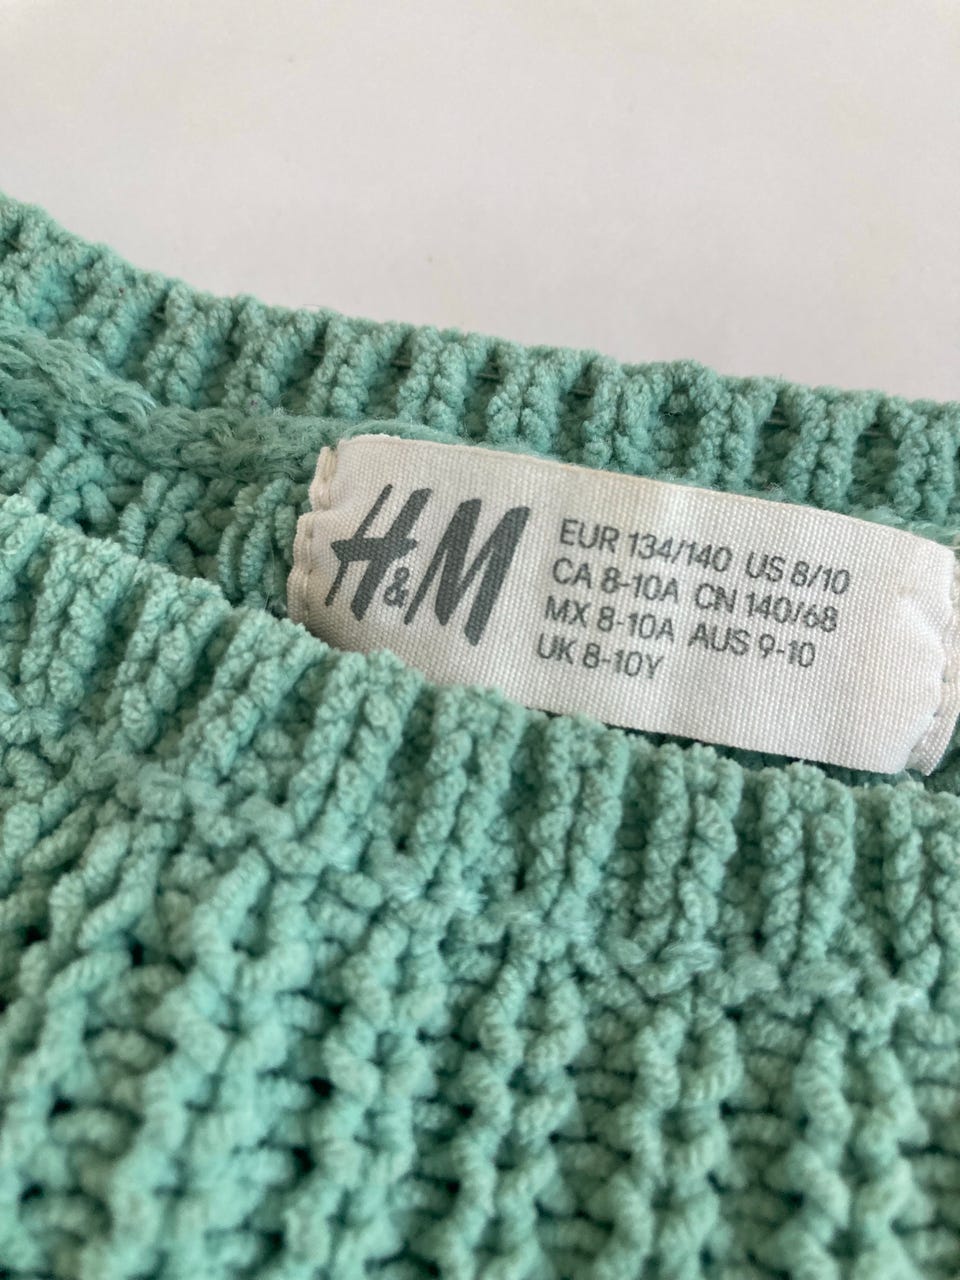 H&M
EUR 134/140 US 8/10
CA 8-10A CN 140/68
MX 8-10A AUS 9-10
UK 8-10Y